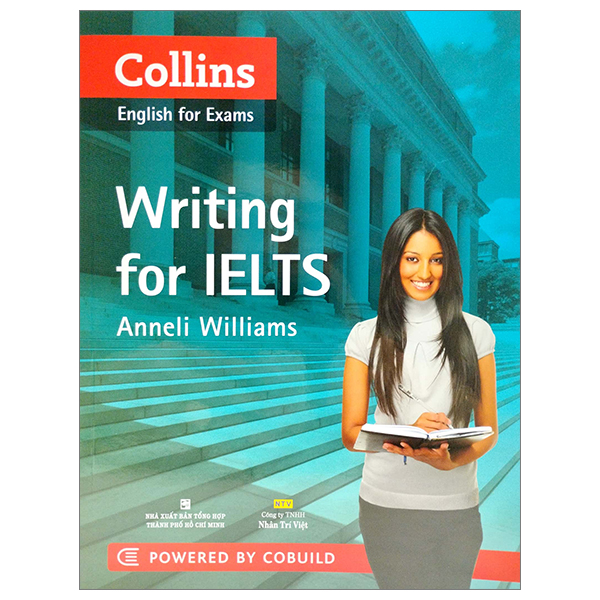 Collins
English for Exams
Writing
for IELTS
Anneli Williams
NHÀ XUẤT BẢN TỔNG HỢP
THÀNH PHỐ HỒ CHÍ MINH
NTV
Công ty TNHH
Nhân Trí Việt
POWERED BY COBUILD